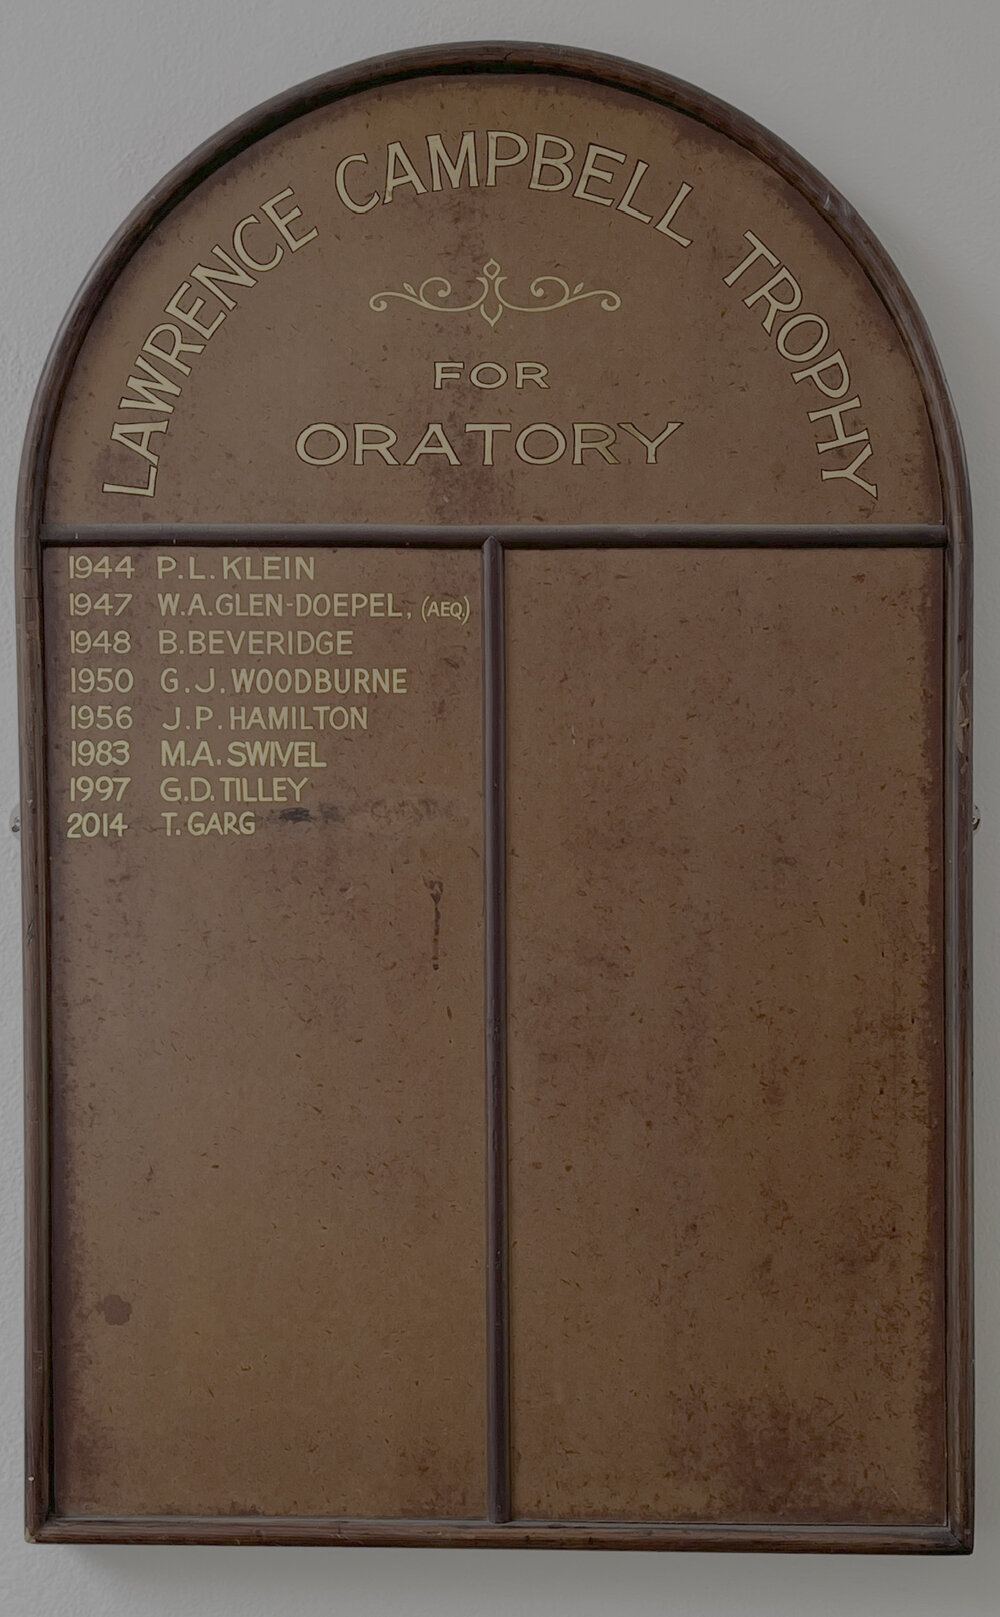 LAWRENCE CAMPBELL TROPHY
FOR
ORATORY
1944 P.L. KLEIN
1947 W.A. GLEN-DOEPEL, (AEQ.)
1948 B. BEVERIDGE
1950 G.J. WOODBURNE
1956 J.P. HAMILTON
1983 M.A. SWIVEL
1997 G.D. TILLEY
2014 T. GARG